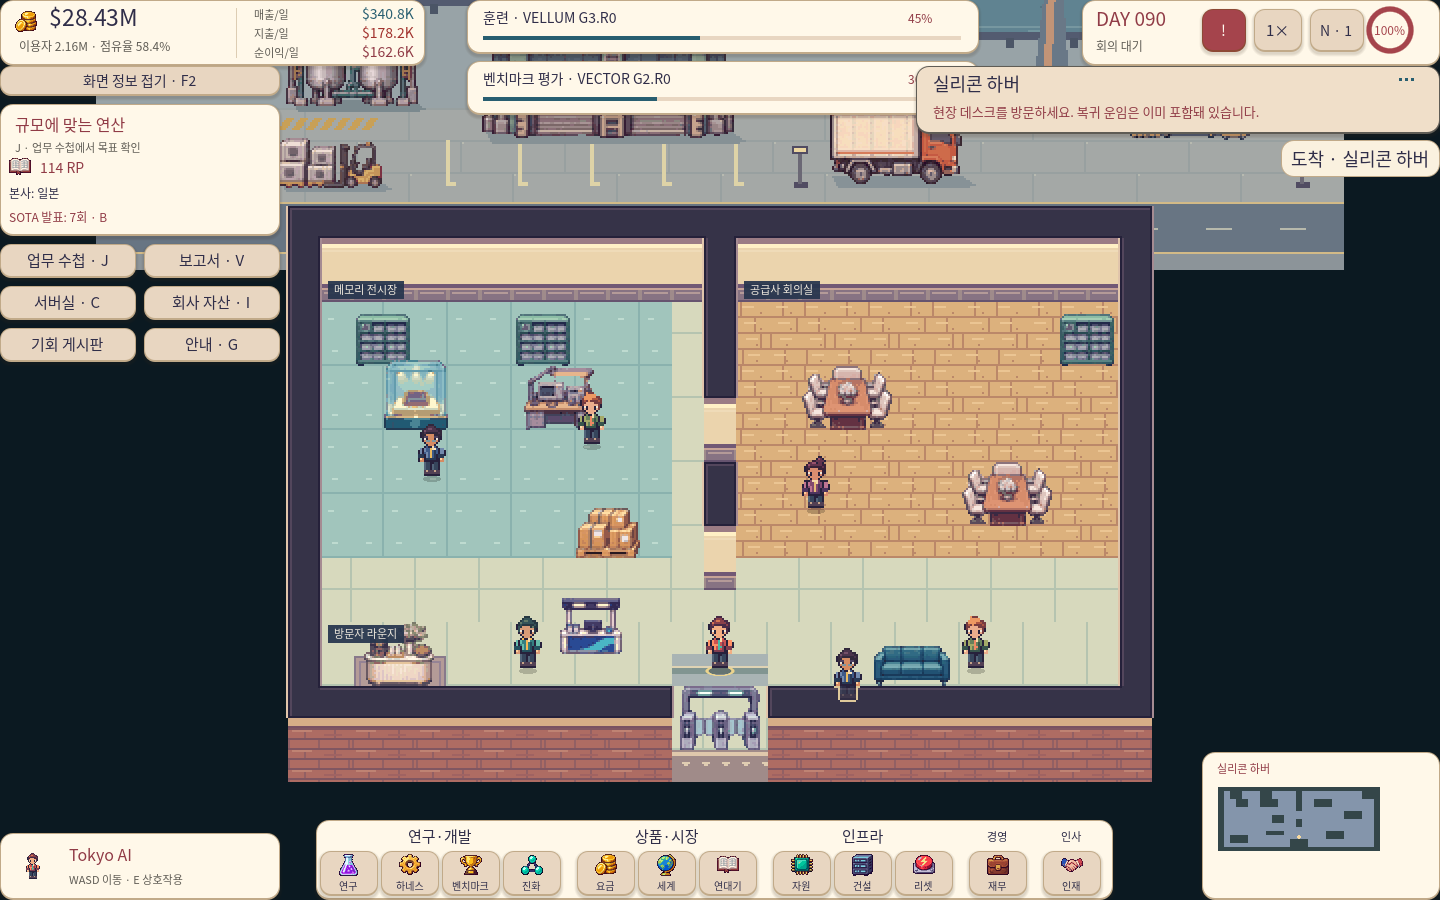 $28.43M
이용자 2.16M · 점유율 58.4%
매출/일 $340.8K
지출/일 $178.2K
순이익/일 $162.6K
훈련 · VELLUM G3.R0 45%
벤치마크 평가 · VECTOR G2.R0
DAY 090
회의 대기
! 1× N · 1 100%
실리콘 하버 ...
현장 데스크를 방문하세요. 복귀 운임은 이미 포함돼 있습니다.
도착 · 실리콘 하버
화면 정보 접기 · F2
규모에 맞는 연산
J · 업무 수첩에서 목표 확인
114 RP
본사: 일본
SOTA 발표: 7회 · B
업무 수첩 · J 보고서 · V
서버실 · C 회사 자산 · I
기회 게시판 안내 · G
메모리 전시장
공급사 회의실
방문자 라운지
실리콘 하버
Tokyo AI
WASD 이동 · E 상호작용
연구·개발 상품·시장 인프라 경영 인사
연구 하네스 벤치마크 진화 요금 세계 연대기 자원 건설 리셋 재무 인재